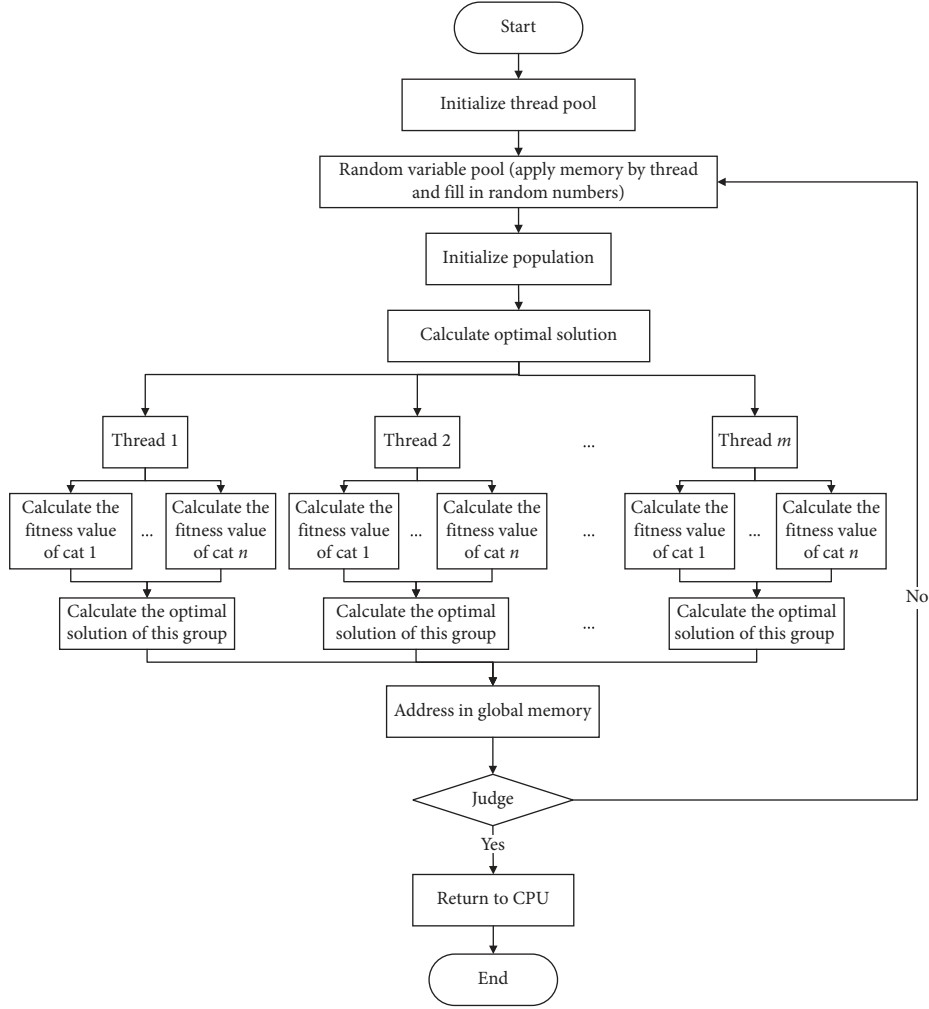 Start
Initialize thread pool
Random variable pool (apply memory by thread
and fill in random numbers)
Initialize population
Calculate optimal solution
Thread 1
Thread 2
...
Thread m
Calculate the
fitness value
of cat 1
...
Calculate the
fitness value
of cat n
Calculate the
fitness value
of cat 1
...
Calculate the
fitness value
of cat n
...
Calculate the
fitness value
of cat 1
...
Calculate the
fitness value
of cat n
Calculate the optimal
solution of this group
Calculate the optimal
solution of this group
...
Calculate the optimal
solution of this group
No
Address in global memory
Judge
Yes
Return to CPU
End